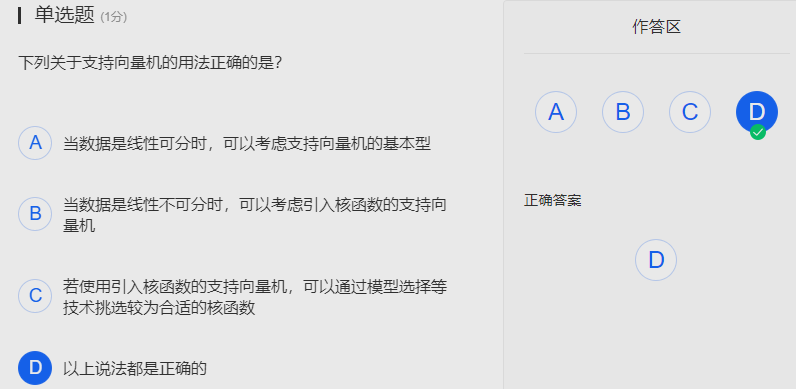 单选题 (1分)
下列关于支持向量机的用法正确的是?
A 当数据是线性可分时，可以考虑支持向量机的基本型
B 当数据是线性不可分时，可以考虑引入核函数的支持向
量机
C 若使用引入核函数的支持向量机，可以通过模型选择等
技术挑选较为合适的核函数
D 以上说法都是正确的
作答区
A B C D
正确答案
D